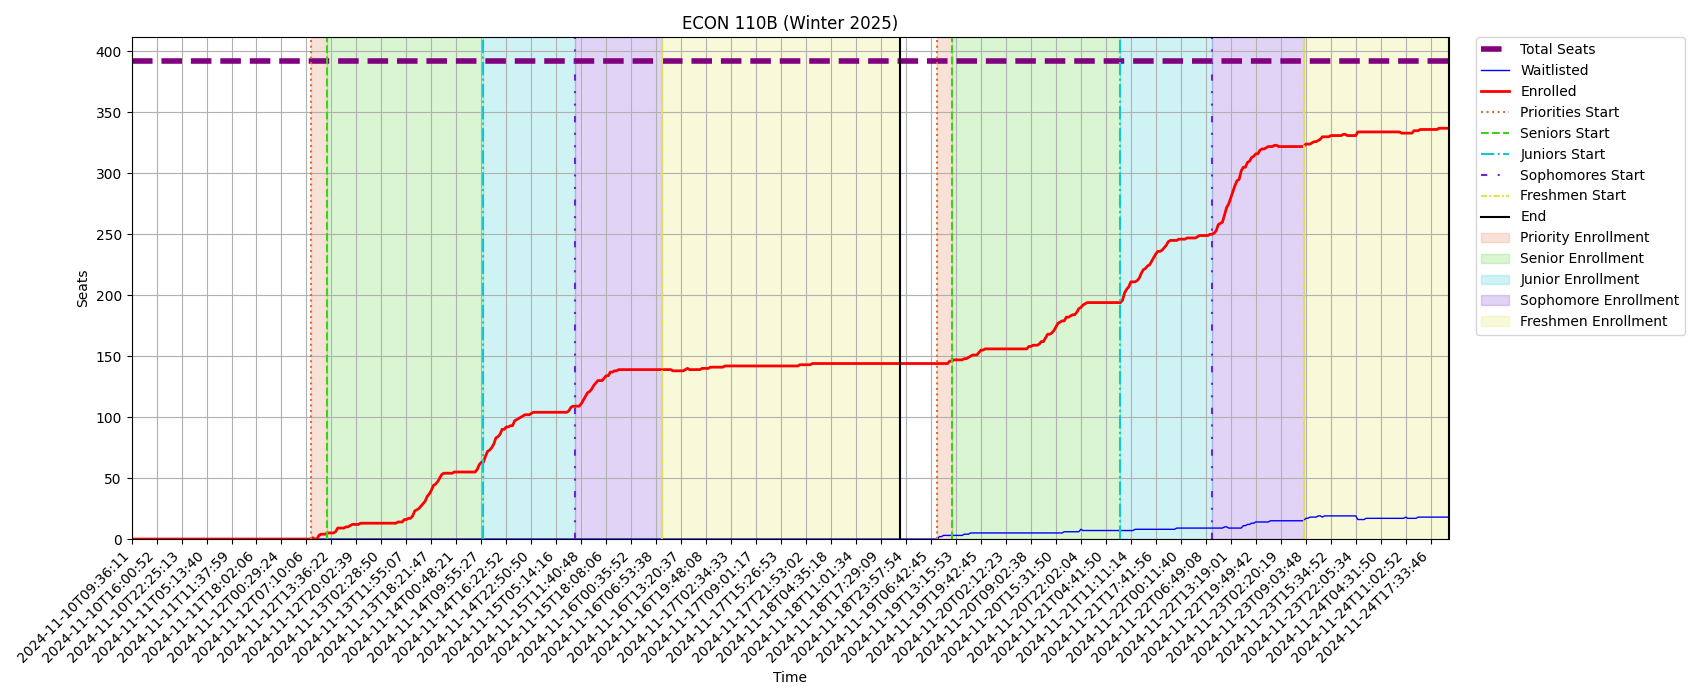 ECON 110B (Winter 2025)
400
350
300
250
200
150
100
50
0
Seats
2024-11-10T09:36:11
2024-11-10T16:00:52
2024-11-10T22:25:13
2024-11-11T05:13:40
2024-11-11T11:37:59
2024-11-11T18:02:06
2024-11-12T00:29:24
2024-11-12T07:10:06
2024-11-12T13:36:22
2024-11-12T20:02:39
2024-11-13T02:28:50
2024-11-13T11:55:07
2024-11-13T18:21:47
2024-11-14T00:48:21
2024-11-14T09:55:27
2024-11-14T16:22:52
2024-11-14T22:50:50
2024-11-15T05:14:16
2024-11-15T11:40:48
2024-11-15T18:08:06
2024-11-16T00:35:52
2024-11-16T06:53:38
2024-11-16T13:20:37
2024-11-16T19:48:08
2024-11-17T02:34:33
2024-11-17T09:01:17
2024-11-17T15:26:53
2024-11-17T21:53:02
2024-11-18T04:35:18
2024-11-18T11:01:34
2024-11-18T17:29:09
2024-11-18T23:57:54
2024-11-19T06:42:45
2024-11-19T13:15:53
2024-11-19T19:42:45
2024-11-20T02:12:23
2024-11-20T09:02:38
2024-11-20T15:31:50
2024-11-20T22:02:04
2024-11-21T04:41:50
2024-11-21T11:11:14
2024-11-21T17:41:56
2024-11-22T00:11:40
2024-11-22T06:49:08
2024-11-22T13:19:01
2024-11-22T19:49:42
2024-11-23T02:20:19
2024-11-23T09:03:48
2024-11-23T15:34:52
2024-11-23T22:05:34
2024-11-24T04:31:50
2024-11-24T11:02:52
2024-11-24T17:33:46
Time
Total Seats
Waitlisted
Enrolled
Priorities Start
Seniors Start
Juniors Start
Sophomores Start
Freshmen Start
End
Priority Enrollment
Senior Enrollment
Junior Enrollment
Sophomore Enrollment
Freshmen Enrollment